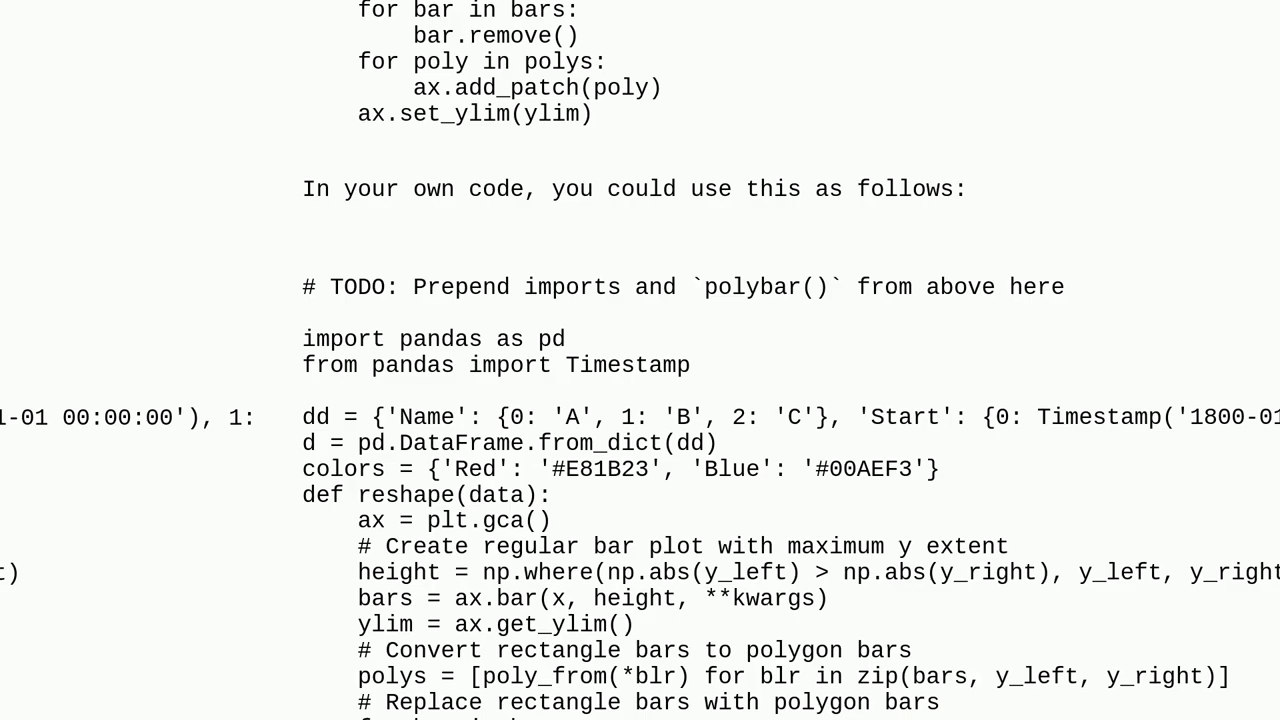 for bar in bars:
bar.remove()
for poly in polys:
ax.add_patch(poly)
ax.set_ylim(ylim)
In your own code, you could use this as follows:
# TODO: Prepend imports and `polybar()` from above here
import pandas as pd
from pandas import Timestamp
1-01 00:00:00'), 1: dd = {'Name': {0: 'A', 1: 'B', 2: 'C'}, 'Start': {0: Timestamp('1800-01
d = pd.DataFrame.from_dict(dd)
colors = {'Red': '#E81B23', 'Blue': '#00AEF3'}
def reshape(data):
ax = plt.gca()
# Create regular bar plot with maximum y extent
t) height = np.where(np.abs(y_left) > np.abs(y_right), y_left, y_right
bars = ax.bar(x, height, **kwargs)
ylim = ax.get_ylim()
# Convert rectangle bars to polygon bars
polys = [poly_from(*blr) for blr in zip(bars, y_left, y_right)]
# Replace rectangle bars with polygon bars